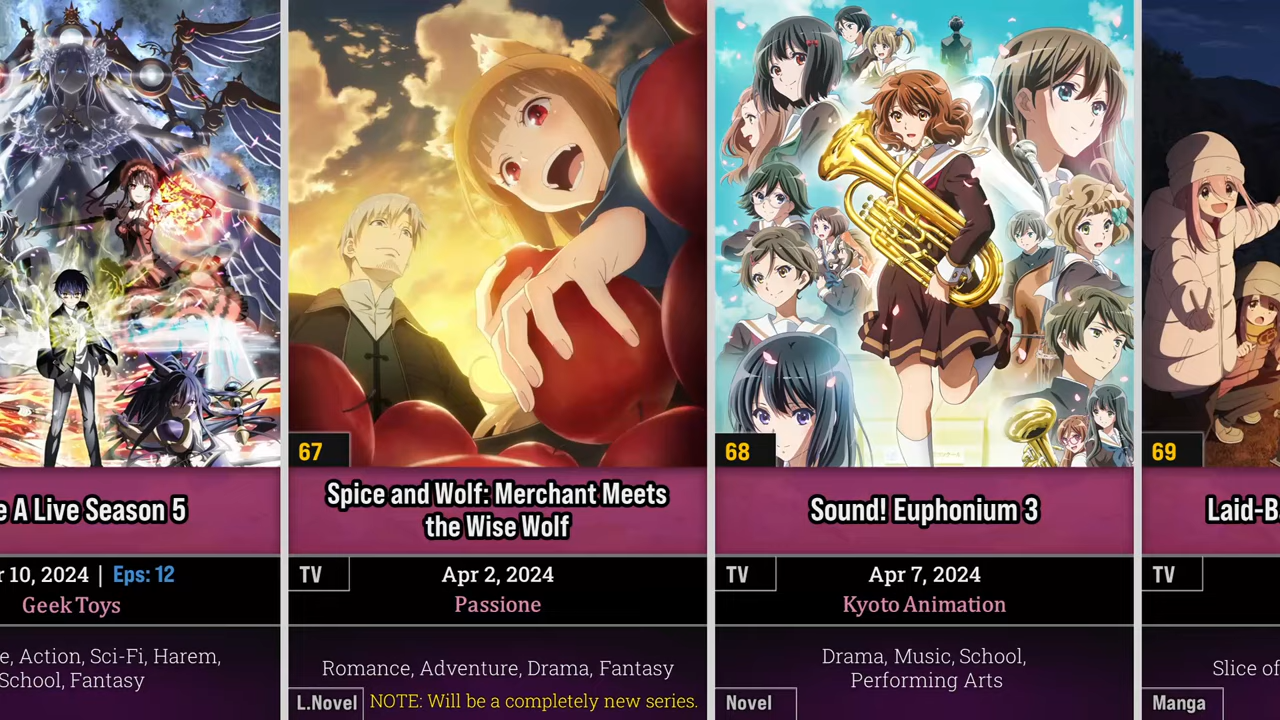 e A Live Season 5
r 10, 2024 | Eps: 12
Geek Toys
e, Action, Sci-Fi, Harem,
School, Fantasy
67
Spice and Wolf: Merchant Meets
the Wise Wolf
TV
Apr 2, 2024
Passione
Romance, Adventure, Drama, Fantasy
L.Novel
NOTE: Will be a completely new series.
68
Sound! Euphonium 3
TV
Apr 7, 2024
Kyoto Animation
Drama, Music, School,
Performing Arts
Novel
69
Laid-B
TV
Slice of
Manga